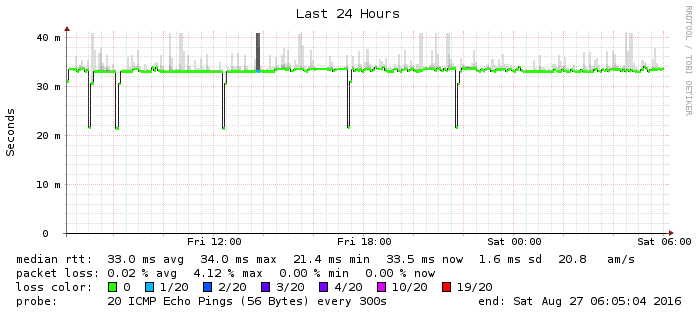 Last 24 Hours
RRDTOOL / TOBI OETIKER
Seconds
40 m
30 m
20 m
10 m
0
Fri 12:00 Fri 18:00 Sat 00:00 Sat 06:00
median rtt: 33.0 ms avg 34.0 ms max 21.4 ms min 33.5 ms now 1.6 ms sd 20.8 am/s
packet loss: 0.02 % avg 4.12 % max 0.00 % min 0.00 % now
loss color: 0 1/20 2/20 3/20 4/20 10/20 19/20
probe: 20 ICMP Echo Pings (56 Bytes) every 300s end: Sat Aug 27 06:05:04 2016